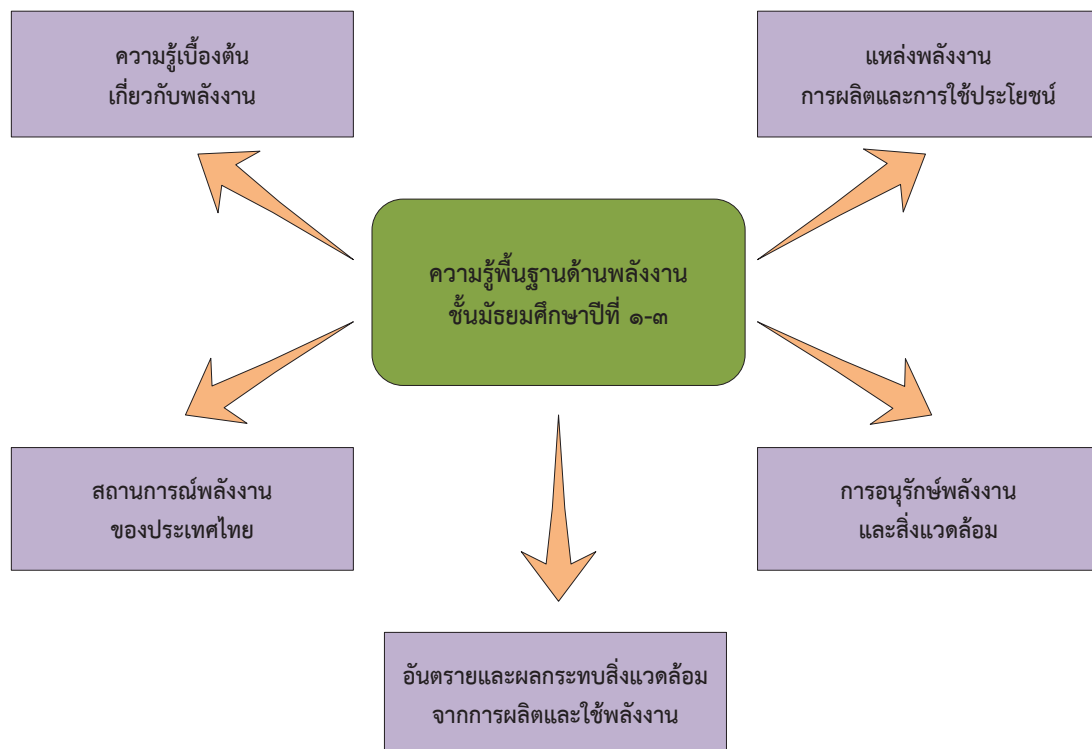 ความรู้เบื้องต้น
เกี่ยวกับพลังงาน
แหล่งพลังงาน
การผลิตและการใช้ประโยชน์
ความรู้พื้นฐานด้านพลังงาน
ชั้นมัธยมศึกษาปีที่ ๑-๓
สถานการณ์พลังงาน
ของประเทศไทย
การอนุรักษ์พลังงาน
และสิ่งแวดล้อม
อันตรายและผลกระทบสิ่งแวดล้อม
จากการผลิตและใช้พลังงาน